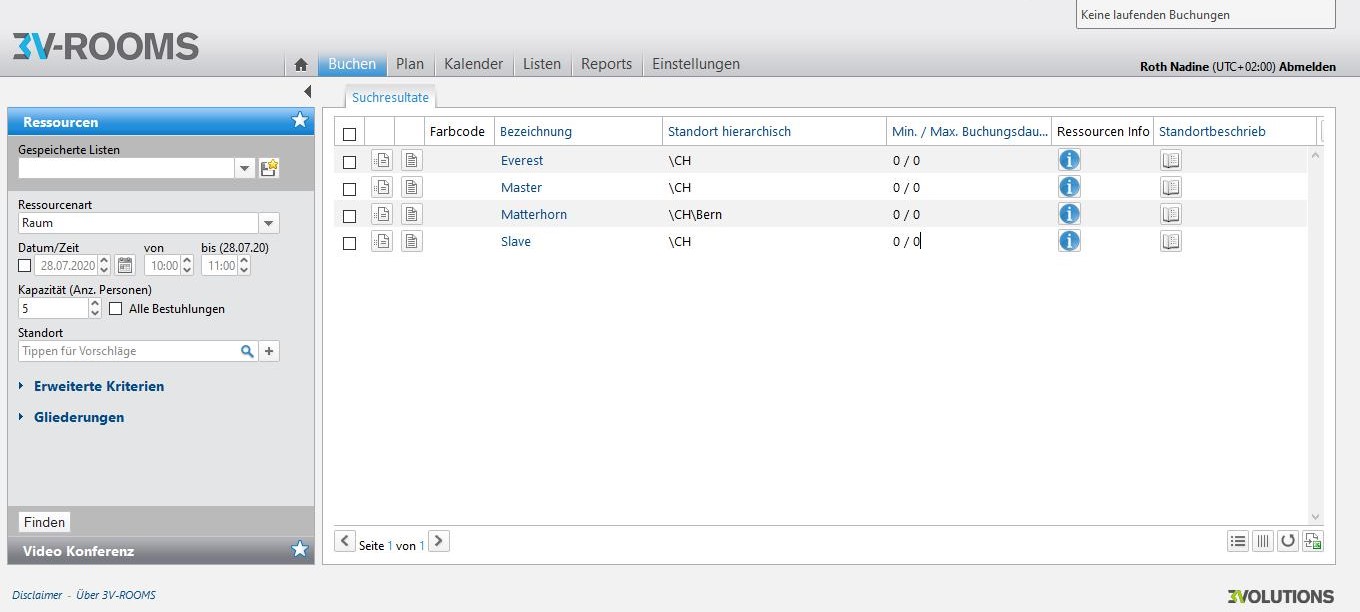 Keine laufenden Buchungen
3V-ROOMS
Buchen Plan Kalender Listen Reports Einstellungen
Roth Nadine (UTC+02:00) Abmelden
Ressourcen
Gespeicherte Listen
Ressourcenart
Raum
Datum/Zeit von bis (28.07.20)
28.07.2020 10:00 11:00
Kapazität (Anz. Personen)
5 Alle Bestuhlungen
Standort
Tippen für Vorschläge
Erweiterte Kriterien
Gliederungen
Finden
Video Konferenz
Suchresultate
Farbcode Bezeichnung Standort hierarchisch Min. / Max. Buchungsdau... Ressourcen Info Standortbeschrieb
Everest \CH 0 / 0
Master \CH 0 / 0
Matterhorn \CH\Bern 0 / 0
Slave \CH 0 / 0
Seite 1 von 1
Disclaimer - Über 3V-ROOMS
3VOLUTIONS